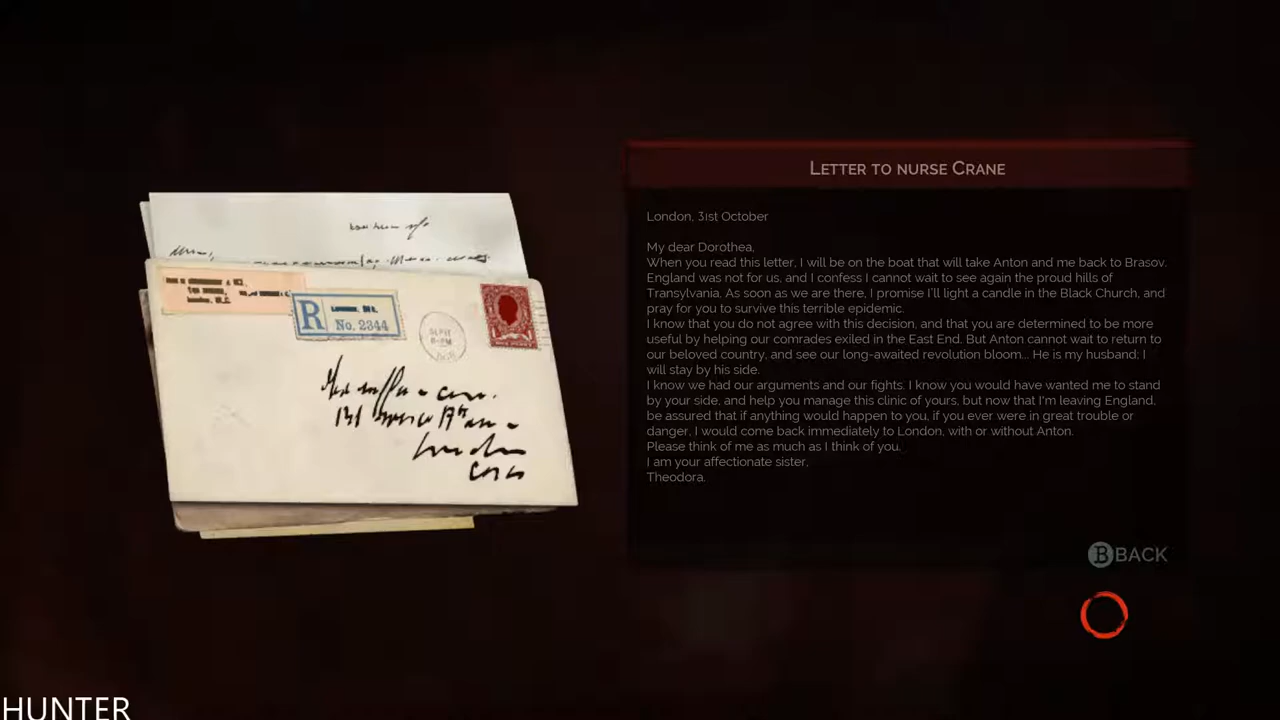 LETTER TO NURSE CRANE
London, 31st October
My dear Dorothea,
When you read this letter, I will be on the boat that will take Anton and me back to Brasov.
England was not for us, and I confess I cannot wait to see again the proud hills of
Transylvania. As soon as we are there, I promise I'll light a candle in the Black Church, and
pray for you to survive this terrible epidemic.
I know that you do not agree with this decision, and that you are determined to be more
useful by helping our comrades exiled in the East End. But Anton cannot wait to return to
our beloved country, and see our long-awaited revolution bloom... He is my husband; I
will stay by his side.
I know we had our arguments and our fights. I know you would have wanted me to stand
by your side, and help you manage this clinic of yours, but now that I'm leaving England,
be assured that if anything would happen to you, if you ever were in great trouble or
danger, I would come back immediately to London, with or without Anton.
Please think of me as much as I think of you.
I am your affectionate sister,
Theodora.
R
No. 2344
B BACK
HUNTER